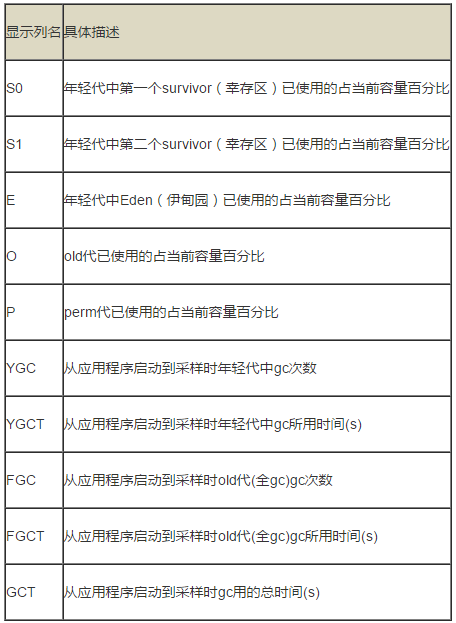 显示列名 具体描述
S0 年轻代中第一个survivor（幸存区）已使用的占当前容量百分比
S1 年轻代中第二个survivor（幸存区）已使用的占当前容量百分比
E 年轻代中Eden（伊甸园）已使用的占当前容量百分比
O old代已使用的占当前容量百分比
P perm代已使用的占当前容量百分比
YGC 从应用程序启动到采样时年轻代中gc次数
YGCT 从应用程序启动到采样时年轻代中gc所用时间(s)
FGC 从应用程序启动到采样时old代(全gc)gc次数
FGCT 从应用程序启动到采样时old代(全gc)gc所用时间(s)
GCT 从应用程序启动到采样时gc用的总时间(s)